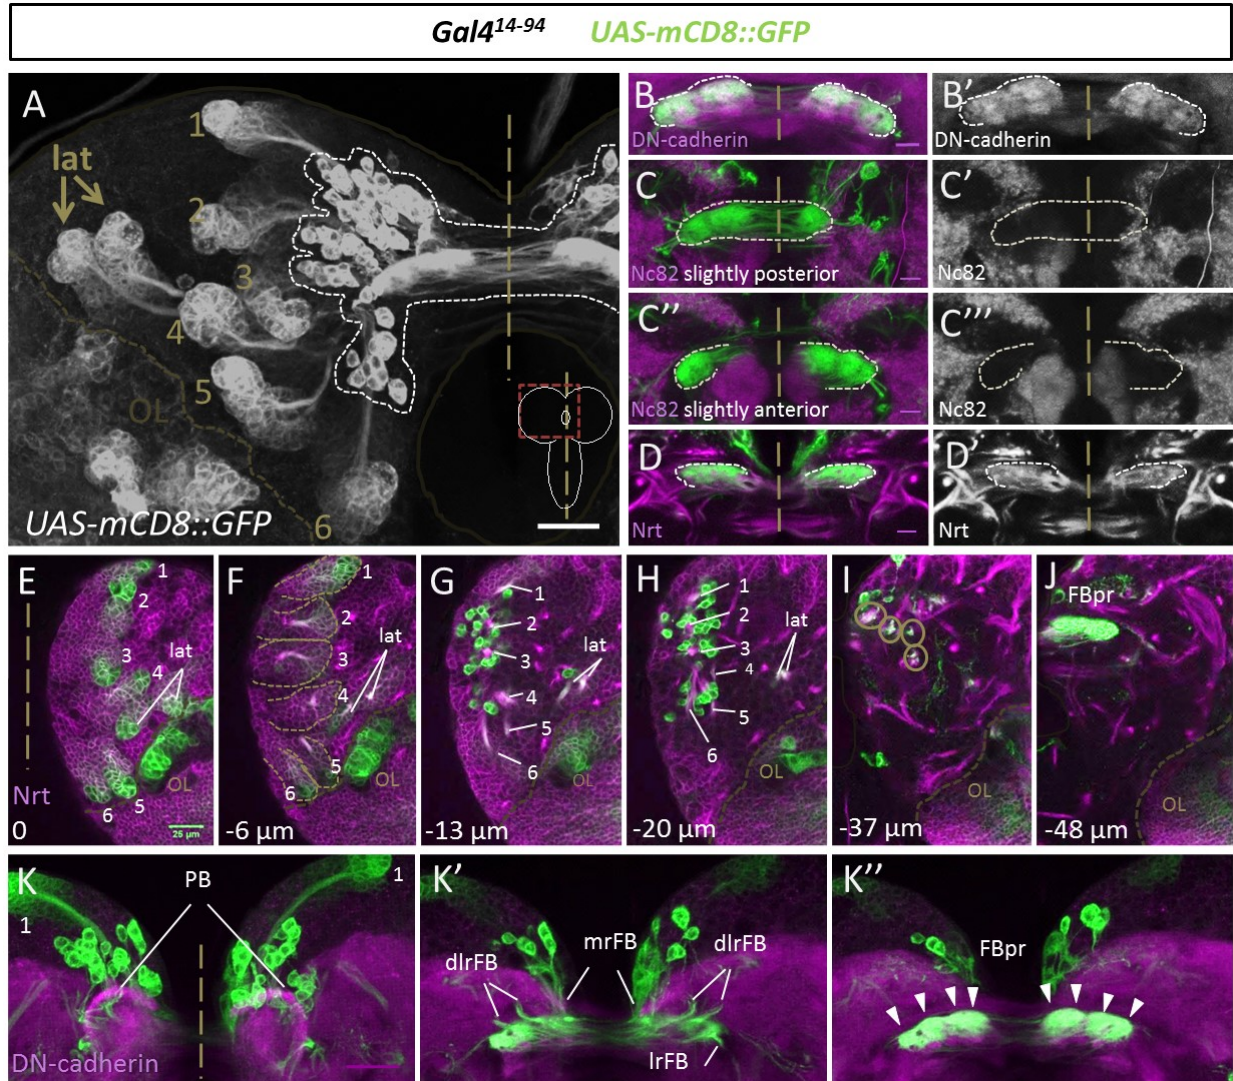 Gal4¹⁴⁻⁹⁴ UAS-mCD8::GFP
A
1
lat
2
3
4
5
OL
6
UAS-mCD8::GFP
B
DN-cadherin
B'
DN-cadherin
C
Nc82 slightly posterior
C'
Nc82
C''
Nc82 slightly anterior
C'''
Nc82
D
Nrt
D'
Nrt
E
1
2
3
4
lat
OL
6
5
Nrt
0
25 µm
F
1
2
lat
3
4
5
6
OL
-6 µm
G
1
2
lat
3
4
5
6
OL
-13 µm
H
1
2
lat
3
4
5
6
OL
-20 µm
I
OL
-37 µm
J
FBpr
OL
-48 µm
K
PB
1
1
DN-cadherin
K'
mrFB
dlrFB
dlrFB
lrFB
K''
FBpr